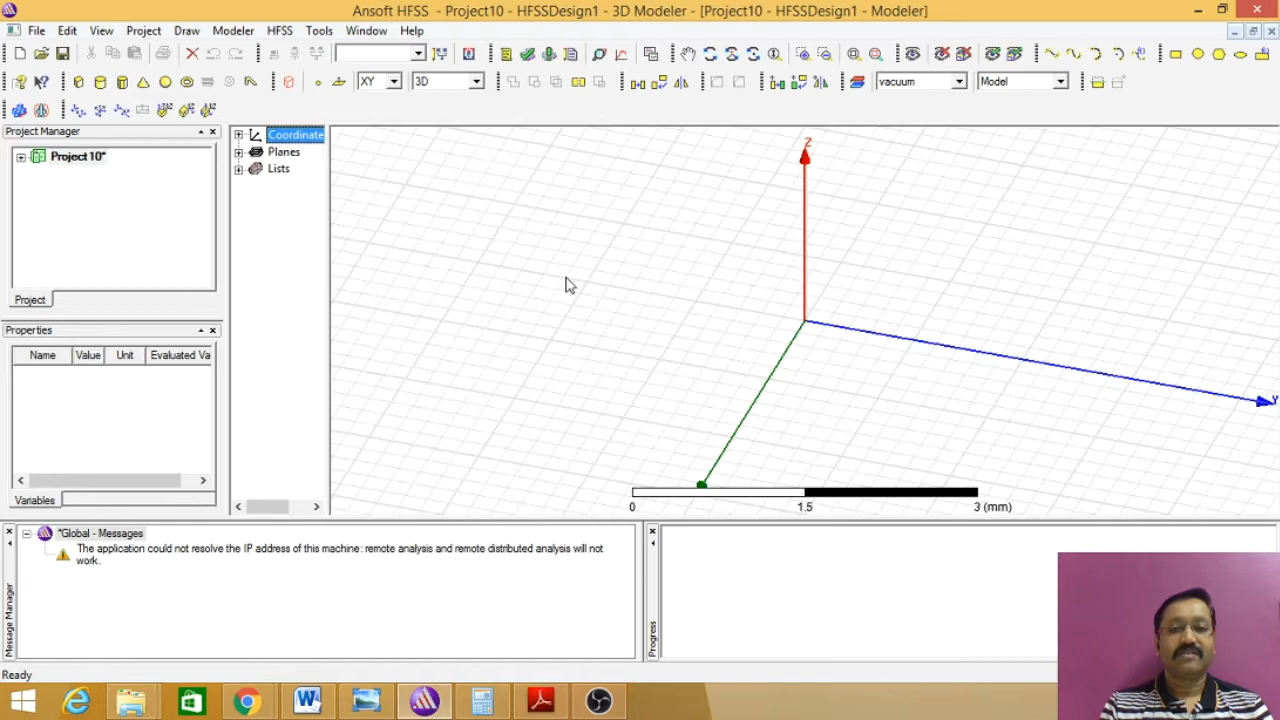 Ansoft HFSS - Project10 - HFSSDesign1 - 3D Modeler - [Project10 - HFSSDesign1 - Modeler]
File Edit View Project Draw Modeler HFSS Tools Window Help
XY 3D vacuum Model
Project Manager
Project10*
Project
Coordinate
Planes
Lists
Properties
Name Value Unit Evaluated Va
Variables
Z
Y
0 1.5 3 (mm)
*Global - Messages
The application could not resolve the IP address of this machine: remote analysis and remote distributed analysis will not
work.
Message Manager
Progress
Ready